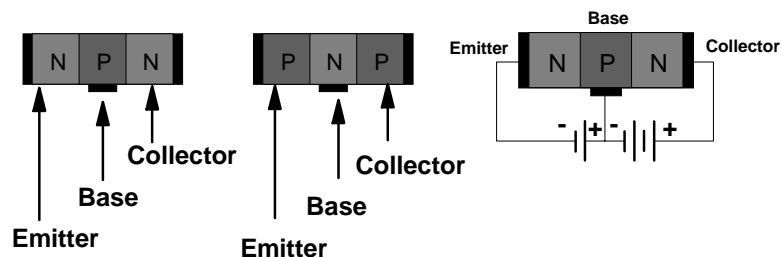 N P N
Collector
Base
Emitter
P N P
Collector
Base
Emitter
Base
Emitter
Collector
N P N
- + - +